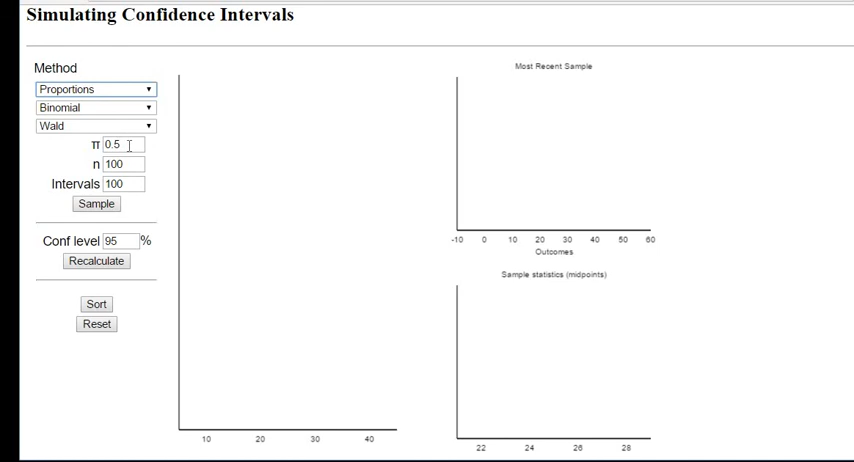 Simulating Confidence Intervals
Method
Proportions
Binomial
Wald
π 0.5
n 100
Intervals 100
Sample
Conf level 95 %
Recalculate
Sort
Reset
10 20 30 40
Most Recent Sample
-10 0 10 20 30 40 50 60
Outcomes
Sample statistics (midpoints)
22 24 26 28